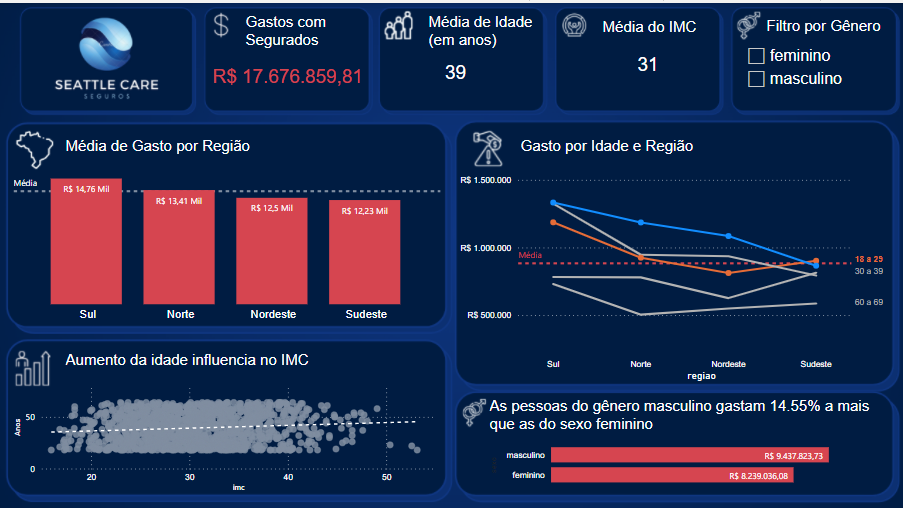 SEATTLE CARE
SEGUROS
Gastos com
Segurados
R$ 17.676.859,81
Média de Idade
(em anos)
39
Média do IMC
31
Filtro por Gênero
feminino
masculino
Média de Gasto por Região
Média
R$ 14,76 Mil
R$ 13,41 Mil
R$ 12,5 Mil
R$ 12,23 Mil
Sul
Norte
Nordeste
Sudeste
Gasto por Idade e Região
R$ 1.500.000
R$ 1.000.000
R$ 500.000
Média
18 a 29
30 a 39
60 a 69
Sul
Norte
Nordeste
Sudeste
regiao
Aumento da idade influencia no IMC
Anos
50
0
20
30
40
50
imc
As pessoas do gênero masculino gastam 14.55% a mais
que as do sexo feminino
masculino
R$ 9.437.823,73
feminino
R$ 8.239.036,08